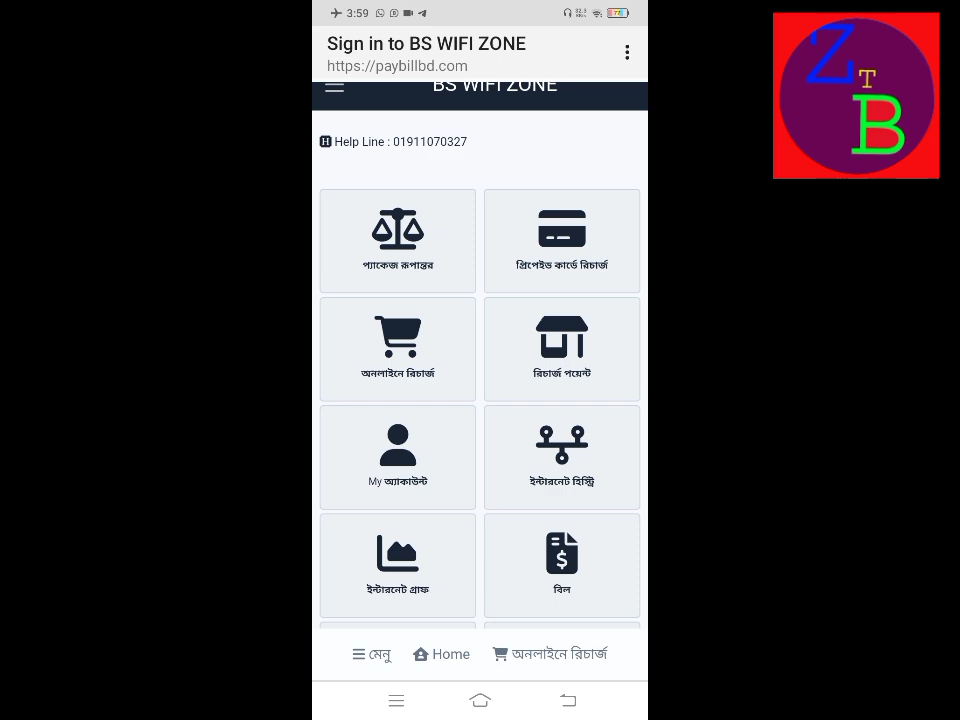 3:59
Sign in to BS WIFI ZONE
https://paybillbd.com
BS WIFI ZONE
H Help Line : 01911070327
প্যাকেজ রূপান্তর
প্রিপেইড কার্ডে রিচার্জ
অনলাইনে রিচার্জ
রিচার্জ পয়েন্ট
My অ্যাকাউন্ট
ইন্টারনেট হিস্ট্রি
ইন্টারনেট গ্রাফ
বিল
মেনু Home অনলাইনে রিচার্জ
Z T B